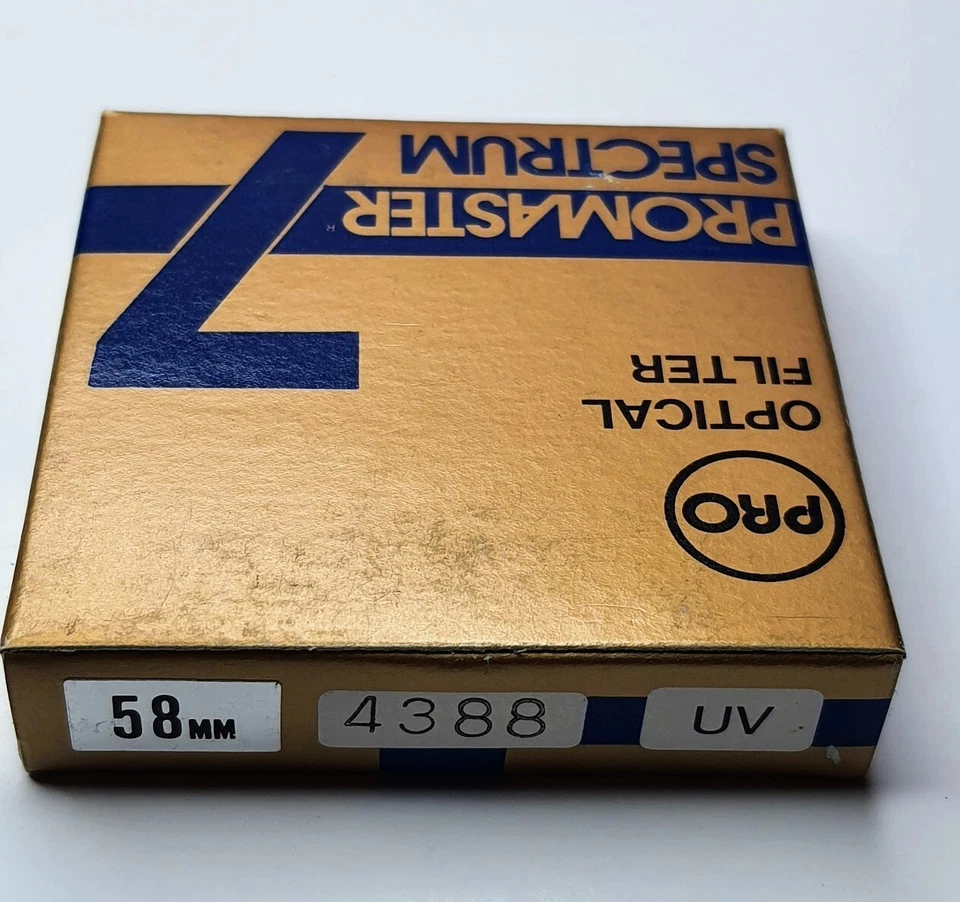 PRO
OPTICAL
FILTER
PROMASTER
SPECTRUM
7
58MM
4388
UV